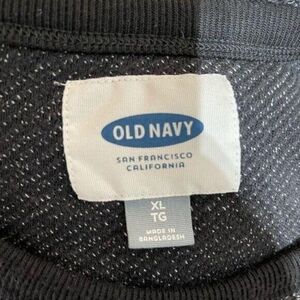 OLD NAVY
SAN FRANCISCO
CALIFORNIA
XL
TG
MADE IN
BANGLADESH